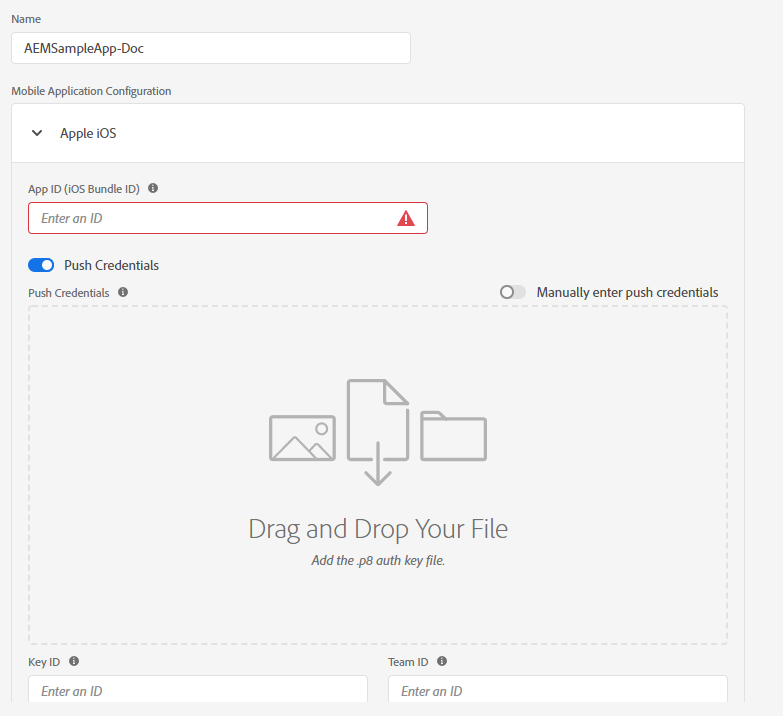 Name
AEMSampleApp-Doc
Mobile Application Configuration
Apple iOS
App ID (iOS Bundle ID)
Enter an ID
Push Credentials
Push Credentials
Manually enter push credentials
Drag and Drop Your File
Add the .p8 auth key file.
Key ID
Team ID
Enter an ID
Enter an ID